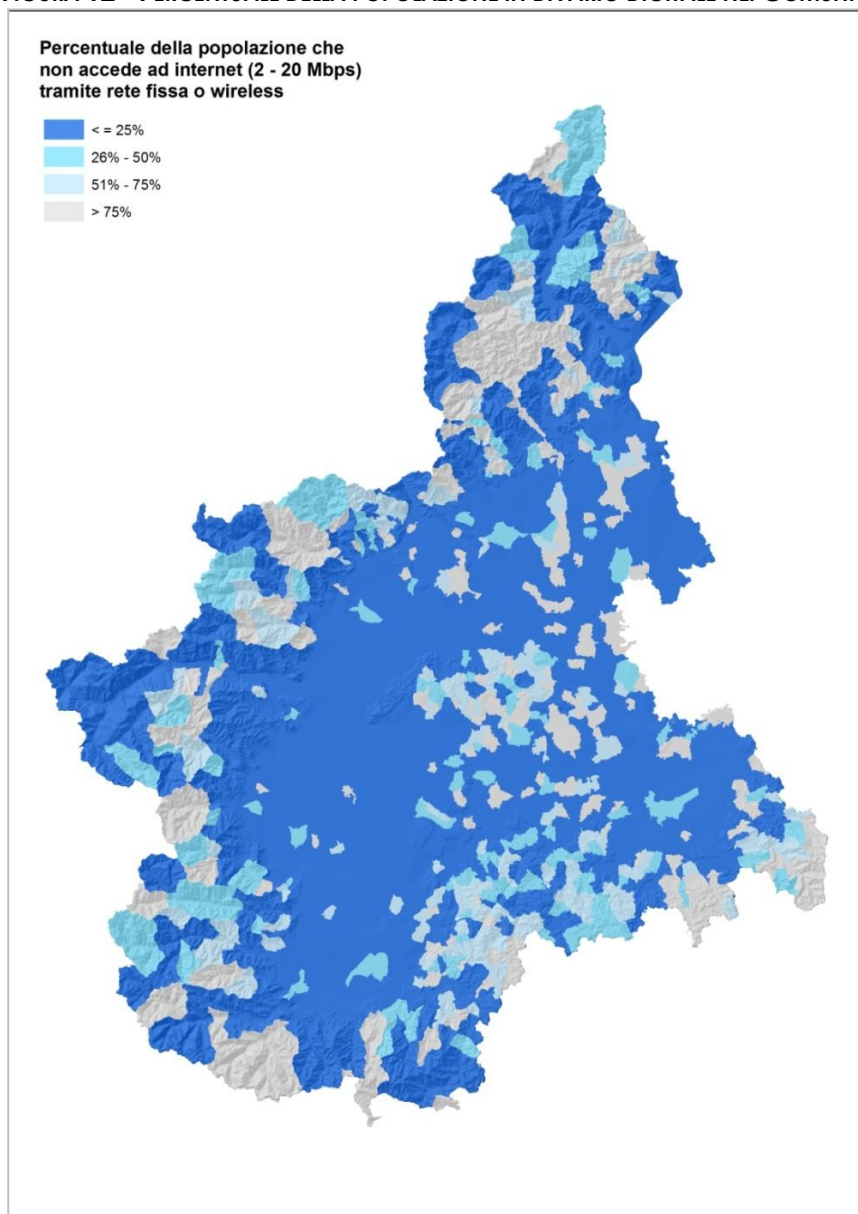 Percentuale della popolazione che
non accede ad internet (2 - 20 Mbps)
tramite rete fissa o wireless
< = 25%
26% - 50%
51% - 75%
> 75%